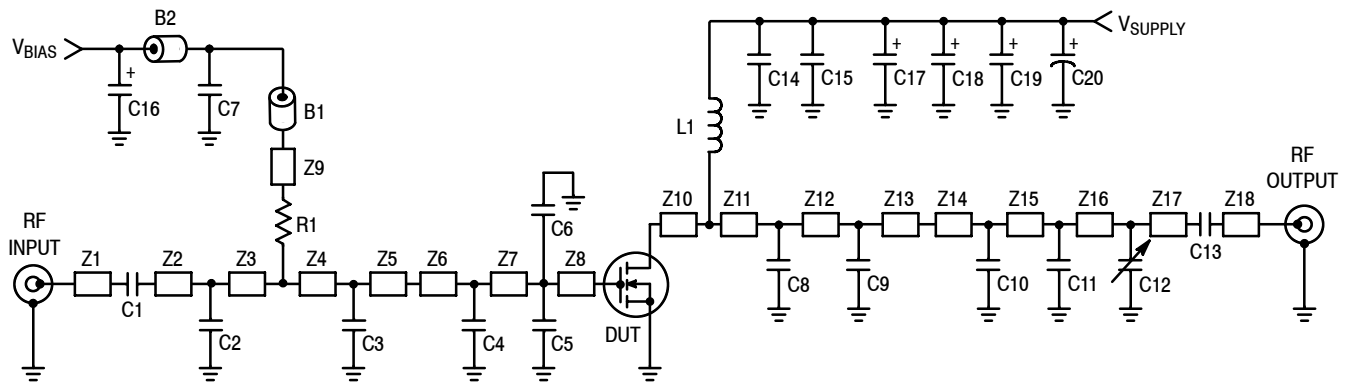 B2
V_BIAS
+
C16
C7
B1
Z9
R1
RF
INPUT
Z1
C1
Z2
C2
Z3
Z4
C3
Z5
Z6
C4
Z7
C6
C5
Z8
DUT
Z10
L1
V_SUPPLY
C14
C15
+
C17
+
C18
+
C19
+
C20
Z11
C8
Z12
C9
Z13
Z14
C10
Z15
C11
Z16
C12
Z17
C13
Z18
RF
OUTPUT